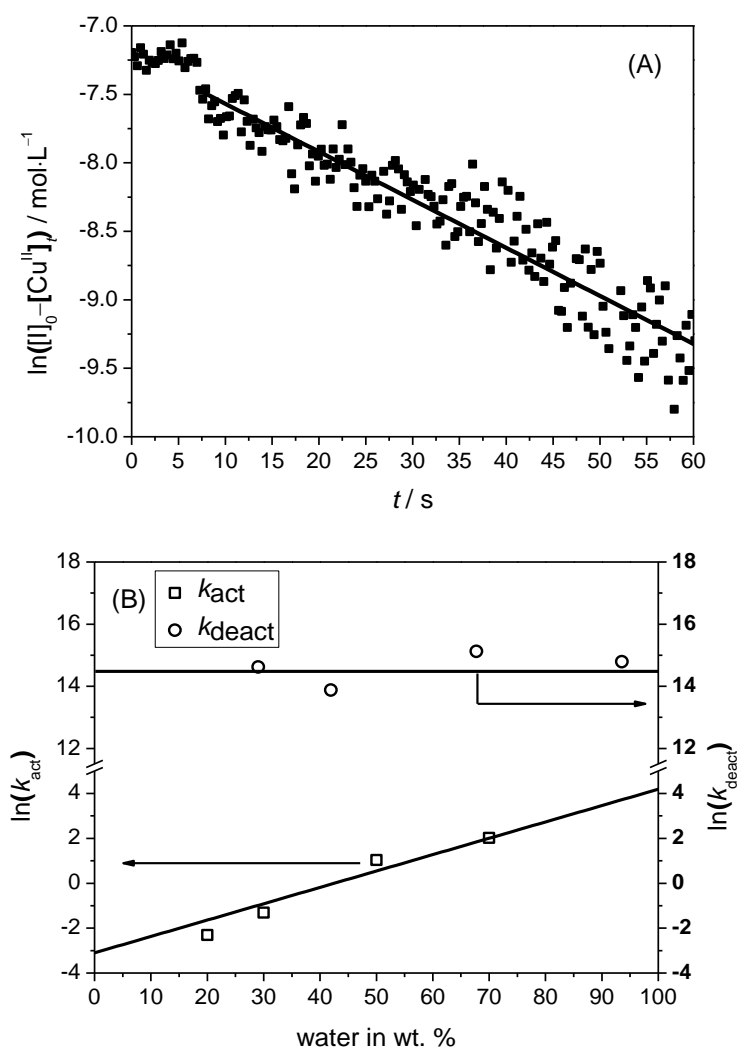 (A)
ln([I]₀−[Cuᴵᴵ]ₜ) / mol·L⁻¹
-7.0
-7.5
-8.0
-8.5
-9.0
-9.5
-10.0
0 5 10 15 20 25 30 35 40 45 50 55 60
t / s
(B)
kact
kdeact
18
16
14
12
4
2
0
-2
-4
18
16
14
12
4
2
0
-2
-4
ln(kact)
ln(kdeact)
0 10 20 30 40 50 60 70 80 90 100
water in wt. %